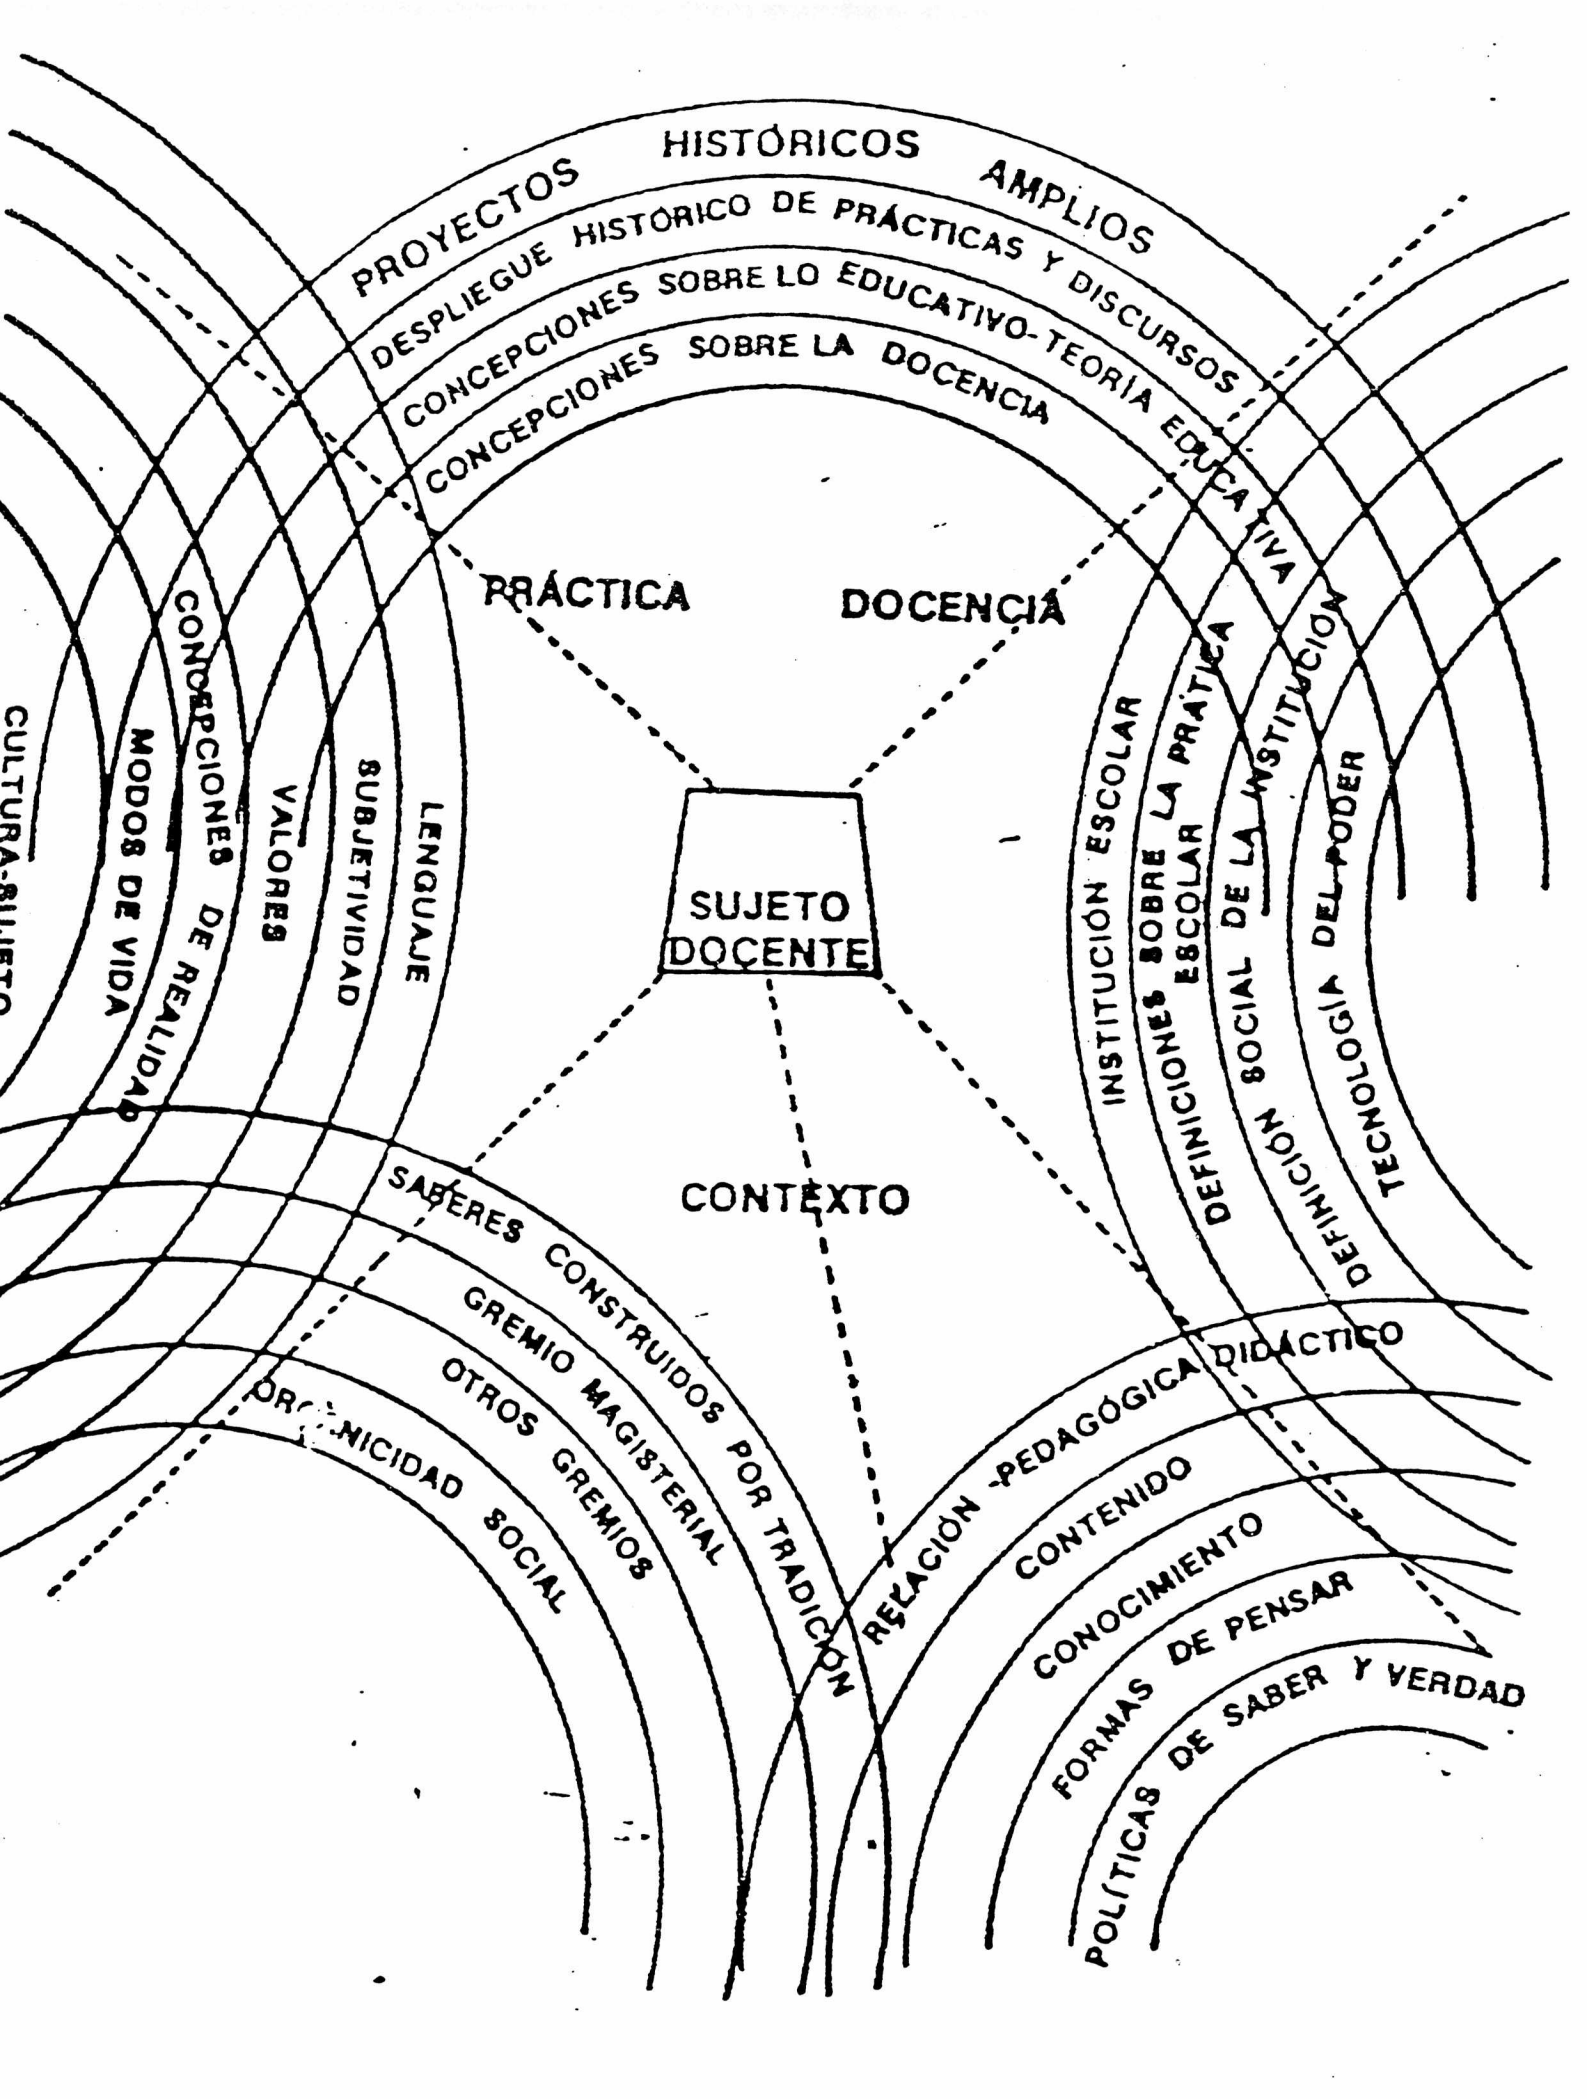 PROYECTOS HISTÓRICOS AMPLIOS
DESPLIEGUE HISTÓRICO DE PRÁCTICAS Y DISCURSOS
CONCEPCIONES SOBRE LO EDUCATIVO-TEORÍA EDUCATIVA
CONCEPCIONES SOBRE LA DOCENCIA
PRÁCTICA
DOCENCIA
SUJETO
DOCENTE
CONTEXTO
CULTURA-SUJETO
MODOS DE VIDA
CONCEPCIONES DE REALIDAD
VALORES
SUBJETIVIDAD
LENGUAJE
INSTITUCIÓN ESCOLAR
DEFINICIONES SOBRE LA PRÁTICA
ESCOLAR
DEFINICIÓN SOCIAL DE LA INSTITUCIÓN
TECNOLOGÍA DEL PODER
SABERES CONSTRUIDOS POR TRADICIÓN
GREMIO MAGISTERIAL
OTROS GREMIOS
SOCIAL
RELACIÓN -PEDAGÓGICA DIDÁCTICO
CONTENIDO
CONOCIMIENTO
FORMAS DE PENSAR
POLÍTICAS DE SABER Y VERDAD